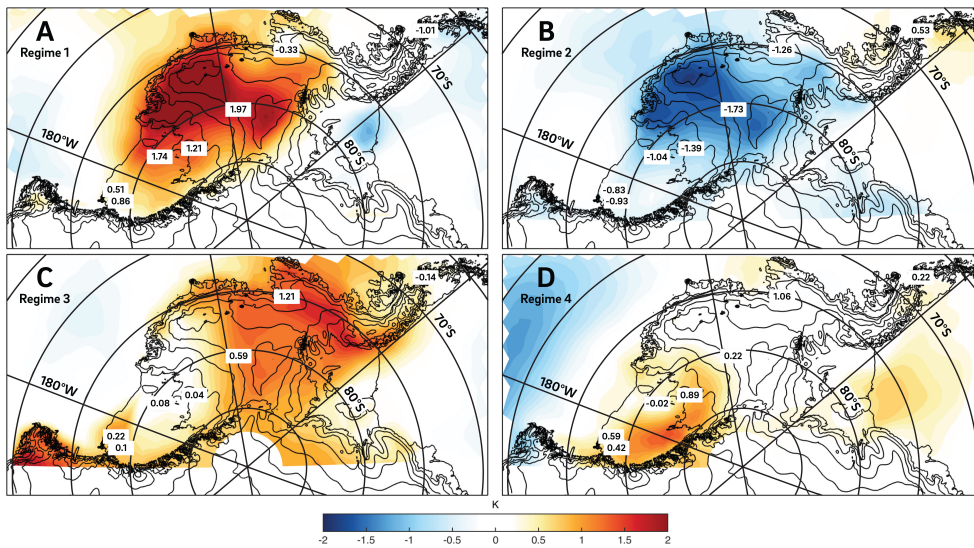 A
Regime 1
-1.01
-0.33
70°S
1.97
180°W
1.74
1.21
80°S
0.51
0.86
B
Regime 2
0.53
-1.26
70°S
-1.73
180°W
-1.04
-1.39
80°S
-0.83
-0.93
C
Regime 3
-0.14
1.21
70°S
0.59
180°W
0.08
0.04
80°S
0.22
0.1
D
Regime 4
0.22
1.06
70°S
0.22
180°W
-0.02
0.89
80°S
0.59
0.42
K
-2 -1.5 -1 -0.5 0 0.5 1 1.5 2